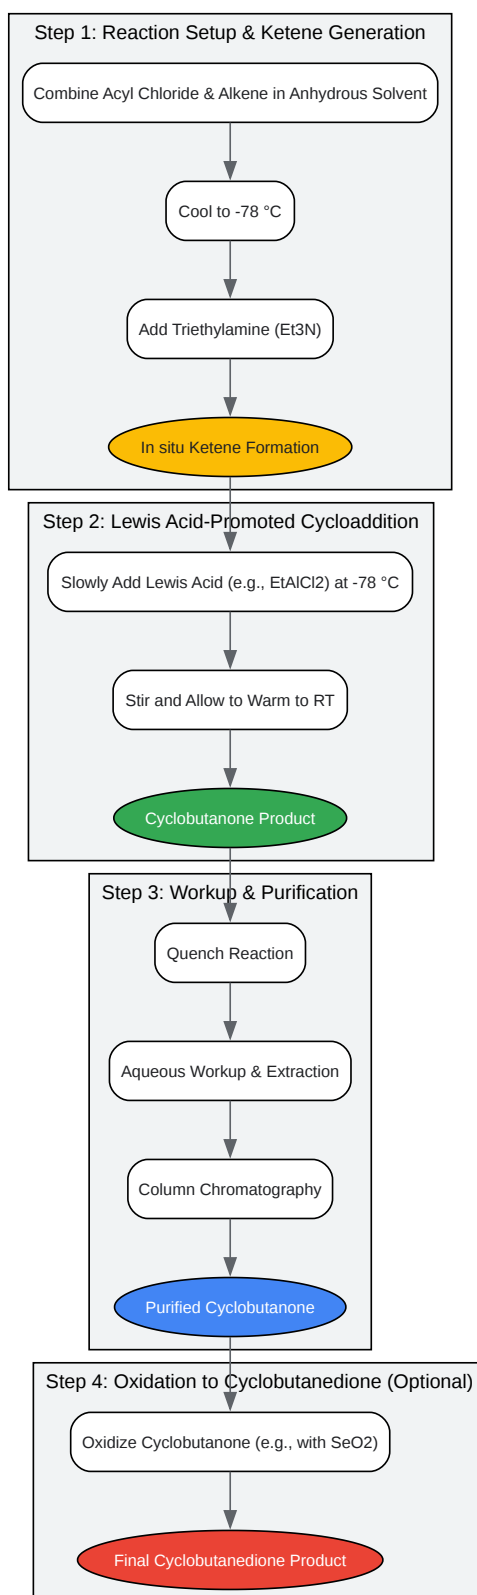 Step 1: Reaction Setup & Ketene Generation
Combine Acyl Chloride & Alkene in Anhydrous Solvent
Cool to -78 °C
Add Triethylamine (Et3N)
In situ Ketene Formation
Step 2: Lewis Acid-Promoted Cycloaddition
Slowly Add Lewis Acid (e.g., EtAlCl2) at -78 °C
Stir and Allow to Warm to RT
Cyclobutanone Product
Step 3: Workup & Purification
Quench Reaction
Aqueous Workup & Extraction
Column Chromatography
Purified Cyclobutanone
Step 4: Oxidation to Cyclobutanedione (Optional)
Oxidize Cyclobutanone (e.g., with SeO2)
Final Cyclobutanedione Product